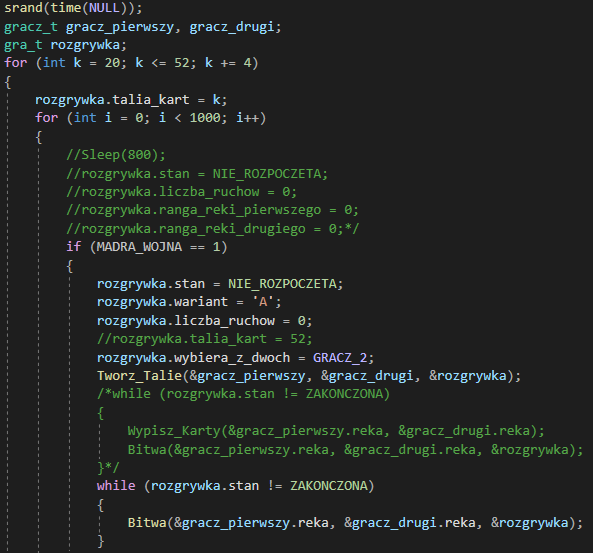 srand(time(NULL));
gracz_t gracz_pierwszy, gracz_drugi;
gra_t rozgrywka;
for (int k = 20; k <= 52; k += 4)
{
    rozgrywka.talia_kart = k;
    for (int i = 0; i < 1000; i++)
    {
        //Sleep(800);
        //rozgrywka.stan = NIE_ROZPOCZETA;
        //rozgrywka.liczba_ruchow = 0;
        //rozgrywka.ranga_reki_pierwszego = 0;
        //rozgrywka.ranga_reki_drugiego = 0;*/
        if (MADRA_WOJNA == 1)
        {
            rozgrywka.stan = NIE_ROZPOCZETA;
            rozgrywka.wariant = 'A';
            rozgrywka.liczba_ruchow = 0;
            //rozgrywka.talia_kart = 52;
            rozgrywka.wybiera_z_dwoch = GRACZ_2;
            Tworz_Talie(&gracz_pierwszy, &gracz_drugi, &rozgrywka);
            /*while (rozgrywka.stan != ZAKONCZONA)
            {
                Wypisz_Karty(&gracz_pierwszy.reka, &gracz_drugi.reka);
                Bitwa(&gracz_pierwszy.reka, &gracz_drugi.reka, &rozgrywka);
            }*/
            while (rozgrywka.stan != ZAKONCZONA)
            {
                Bitwa(&gracz_pierwszy.reka, &gracz_drugi.reka, &rozgrywka);
            }